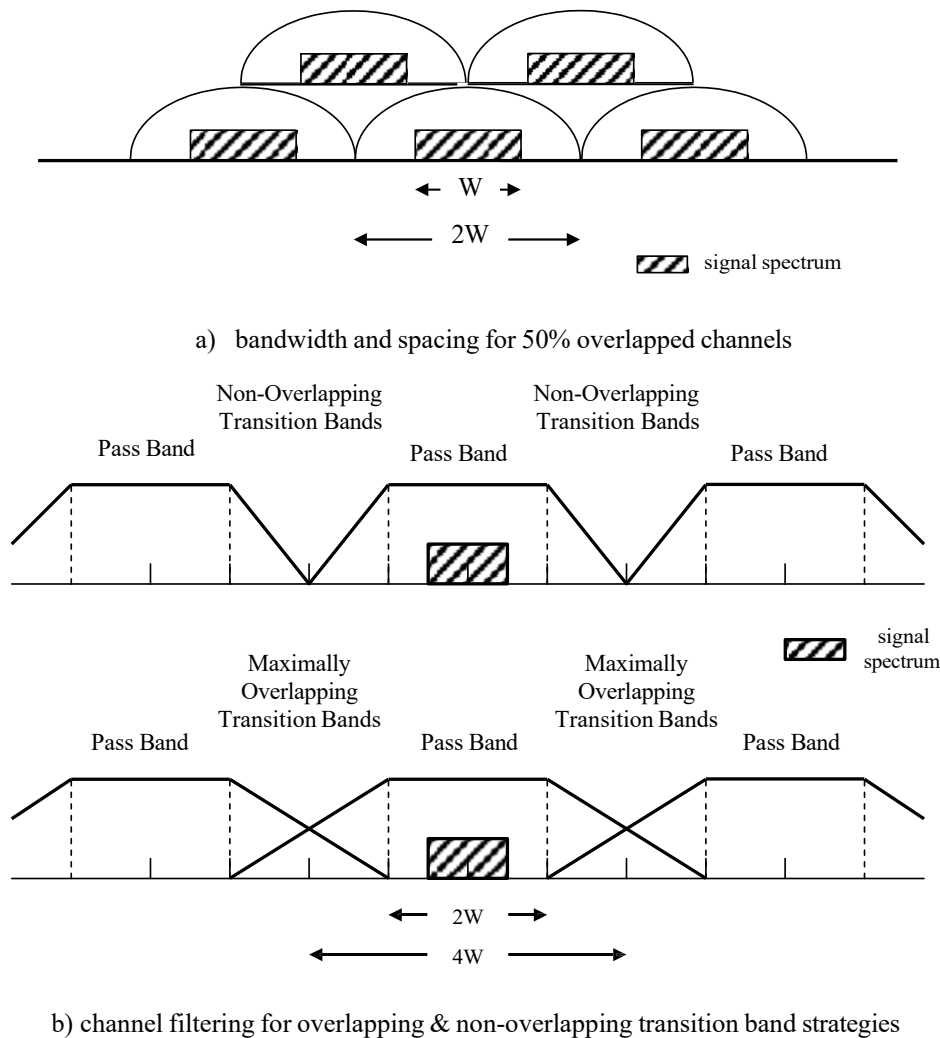 W
2W
signal spectrum
a) bandwidth and spacing for 50% overlapped channels
Non-Overlapping
Transition Bands
Non-Overlapping
Transition Bands
Pass Band
Pass Band
Pass Band
signal
spectrum
Maximally
Overlapping
Transition Bands
Maximally
Overlapping
Transition Bands
Pass Band
Pass Band
Pass Band
2W
4W
b) channel filtering for overlapping & non-overlapping transition band strategies